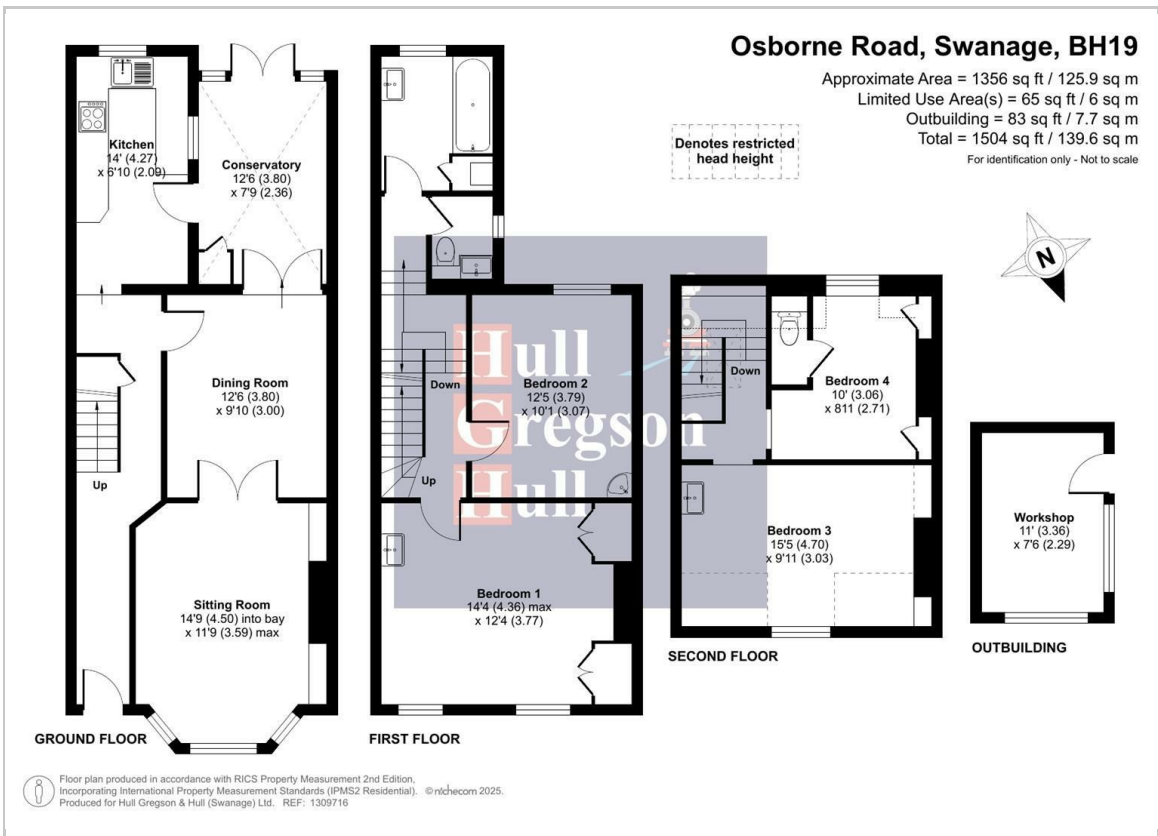 Osborne Road, Swanage, BH19
Approximate Area = 1356 sq ft / 125.9 sq m
Limited Use Area(s) = 65 sq ft / 6 sq m
Outbuilding = 83 sq ft / 7.7 sq m
Total = 1504 sq ft / 139.6 sq m
For identification only - Not to scale
Denotes restricted
head height
N
Kitchen
14' (4.27)
x 6'10 (2.09)
Conservatory
12'6 (3.80)
x 7'9 (2.36)
Dining Room
12'6 (3.80)
x 9'10 (3.00)
Up
Sitting Room
14'9 (4.50) into bay
x 11'9 (3.59) max
GROUND FLOOR
Hull
Gregson
Hull
Down
Bedroom 2
12'5 (3.79)
x 10'1 (3.07)
Up
Bedroom 1
14'4 (4.36) max
x 12'4 (3.77)
FIRST FLOOR
Down
Bedroom 4
10' (3.06)
x 811 (2.71)
Bedroom 3
15'5 (4.70)
x 9'11 (3.03)
SECOND FLOOR
Workshop
11' (3.36)
x 7'6 (2.29)
OUTBUILDING
Floor plan produced in accordance with RICS Property Measurement 2nd Edition,
Incorporating International Property Measurement Standards (IPMS2 Residential). © nichecom 2025.
Produced for Hull Gregson & Hull (Swanage) Ltd. REF: 1309716